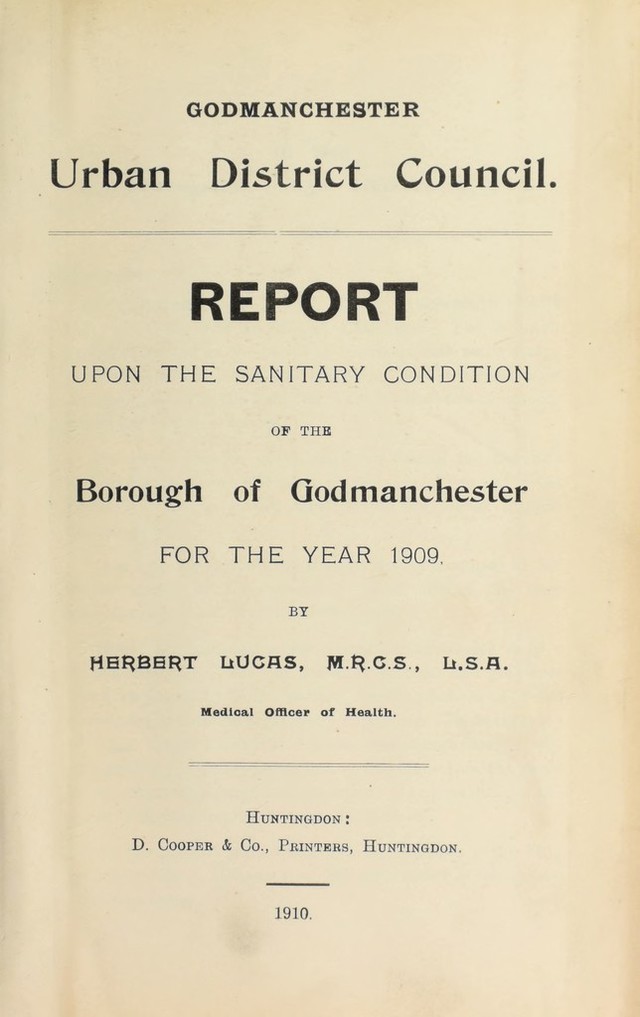 GODMANCHESTER
Urban District Council.
REPORT
UPON THE SANITARY CONDITION
OF THE
Borough of Godmanchester
FOR THE YEAR 1909.
BY
HERBERT LUCAS, M.R.C.S., L.S.A.
Medical Officer of Health.
HUNTINGDON:
D. COOPER & CO., PRINTERS, HUNTINGDON.
1910.